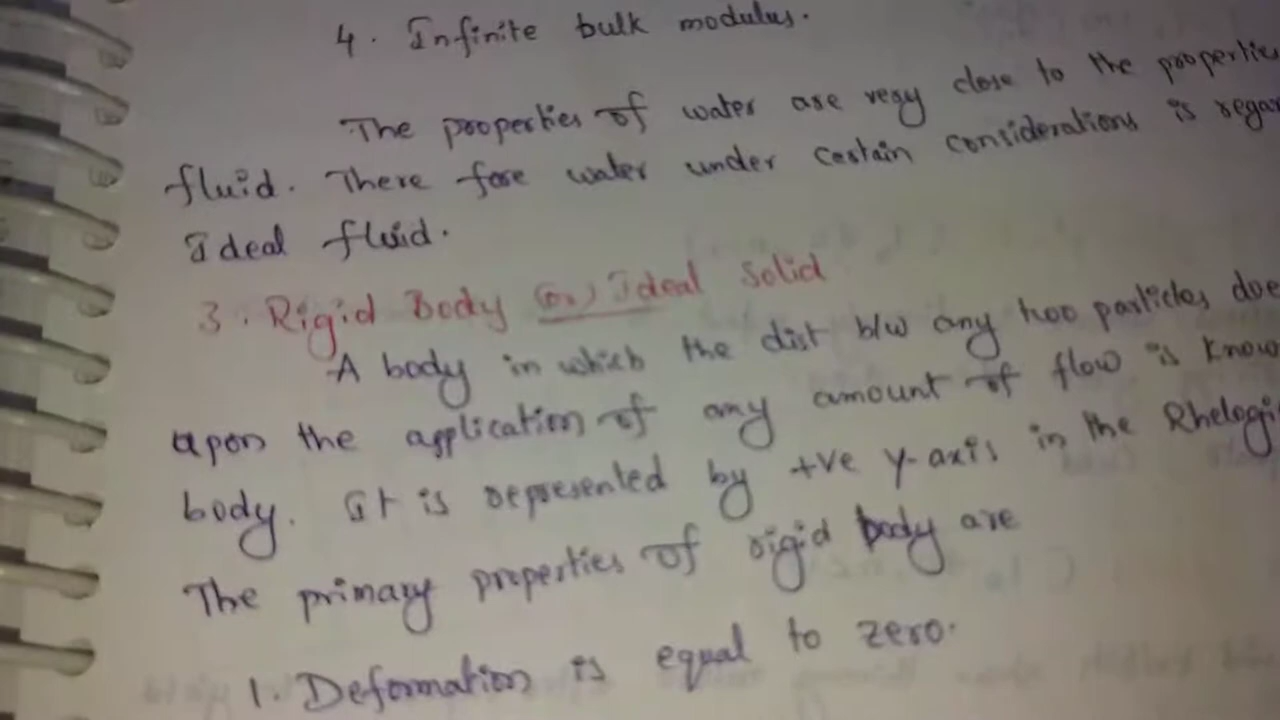 4. Infinite bulk modulus.
The properties of water are very close to the propertie
fluid. There fore water under certain considerations is regar
Ideal fluid.
3. Rigid Body (or) Ideal Solid
A body in which the dist b/w any two particles doe
upon the application of any amount of flow is know
body. It is represented by +ve y-axis in the Rhelogi
The primary properties of rigid body are
1. Deformation is equal to zero.